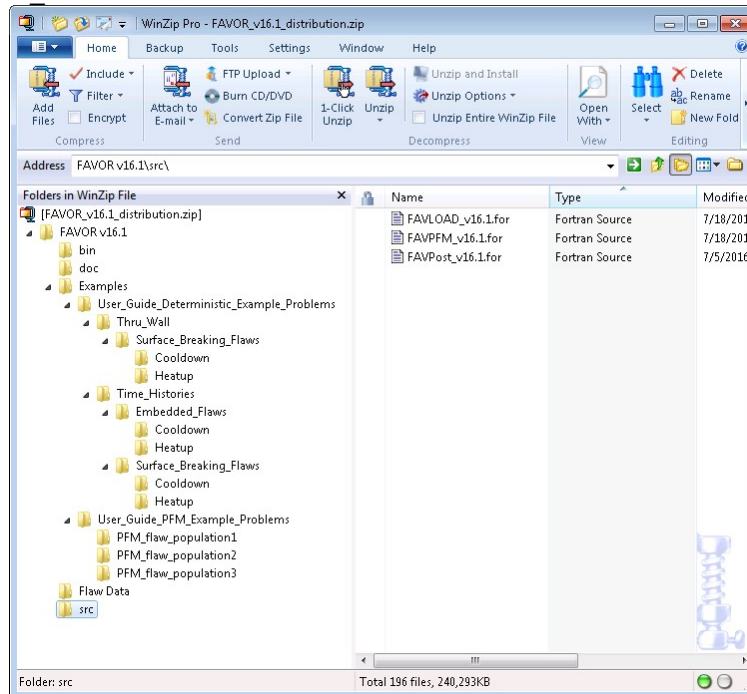 WinZip Pro - FAVOR_v16.1_distribution.zip
Home Backup Tools Settings Window Help
Include FTP Upload Unzip and Install Delete
Filter Burn CD/DVD Unzip Options Rename
Add Files Encrypt Attach to E-mail Convert Zip File 1-Click Unzip Unzip Unzip Entire WinZip File Open With Select New Fold
Compress Send Decompress View Editing
Address FAVOR v16.1\src\
Folders in WinZip File Name Type Modified
[FAVOR_v16.1_distribution.zip] FAVLOAD_v16.1.for Fortran Source 7/18/201
FAVOR v16.1 FAVPFM_v16.1.for Fortran Source 7/18/201
bin FAVPost_v16.1.for Fortran Source 7/5/2016
doc
Examples
User_Guide_Deterministic_Example_Problems
Thru_Wall
Surface_Breaking_Flaws
Cooldown
Heatup
Time_Histories
Embedded_Flaws
Cooldown
Heatup
Surface_Breaking_Flaws
Cooldown
Heatup
User_Guide_PFM_Example_Problems
PFM_flaw_population1
PFM_flaw_population2
PFM_flaw_population3
Flaw Data
src
Folder: src Total 196 files, 240,293KB